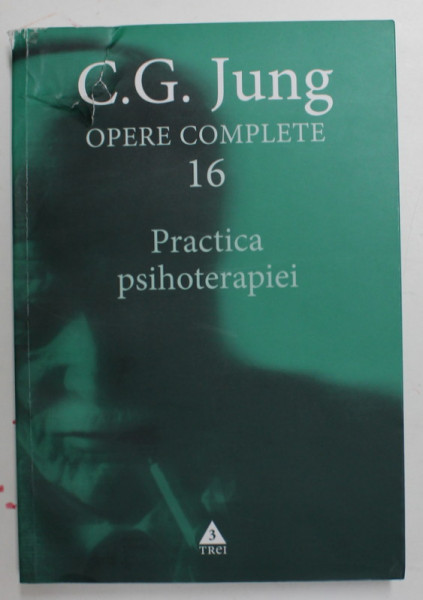 C.G. Jung
OPERE COMPLETE
16
Practica
psihoterapiei
3
TREI